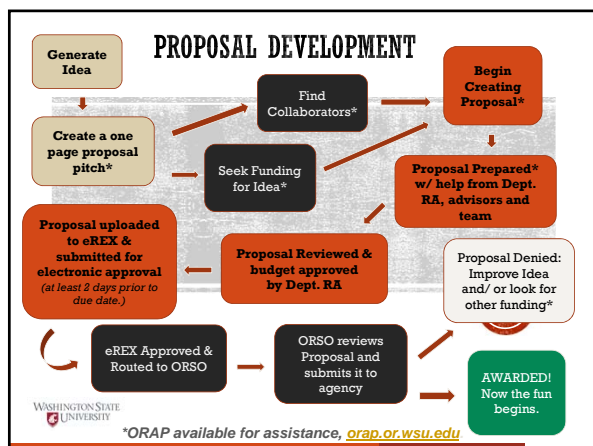 PROPOSAL DEVELOPMENT
Generate
Idea
Create a one
page proposal
pitch*
Find
Collaborators*
Seek Funding
for Idea*
Begin
Creating
Proposal*
Proposal Prepared*
w/ help from Dept.
RA, advisors and
team
Proposal Reviewed &
budget approved
by Dept. RA
Proposal uploaded
to eREX &
submitted for
electronic approval
(at least 2 days prior to
due date.)
eREX Approved &
Routed to ORSO
ORSO reviews
Proposal and
submits it to
agency
Proposal Denied:
Improve Idea
and/ or look for
other funding*
AWARDED!
Now the fun
begins.
WASHINGTON STATE
UNIVERSITY
*ORAP available for assistance, orap.or.wsu.edu